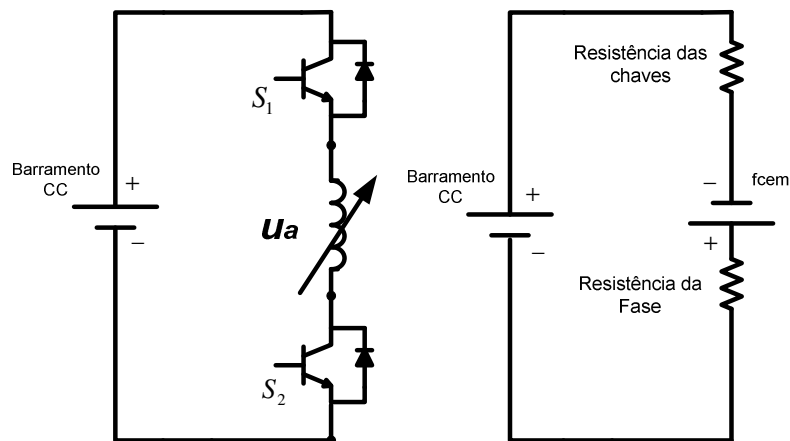 S1
Barramento
CC
+
–
ua
S2
Resistência das
chaves
Barramento
CC
+
–
–
fcem
+
Resistência da
Fase